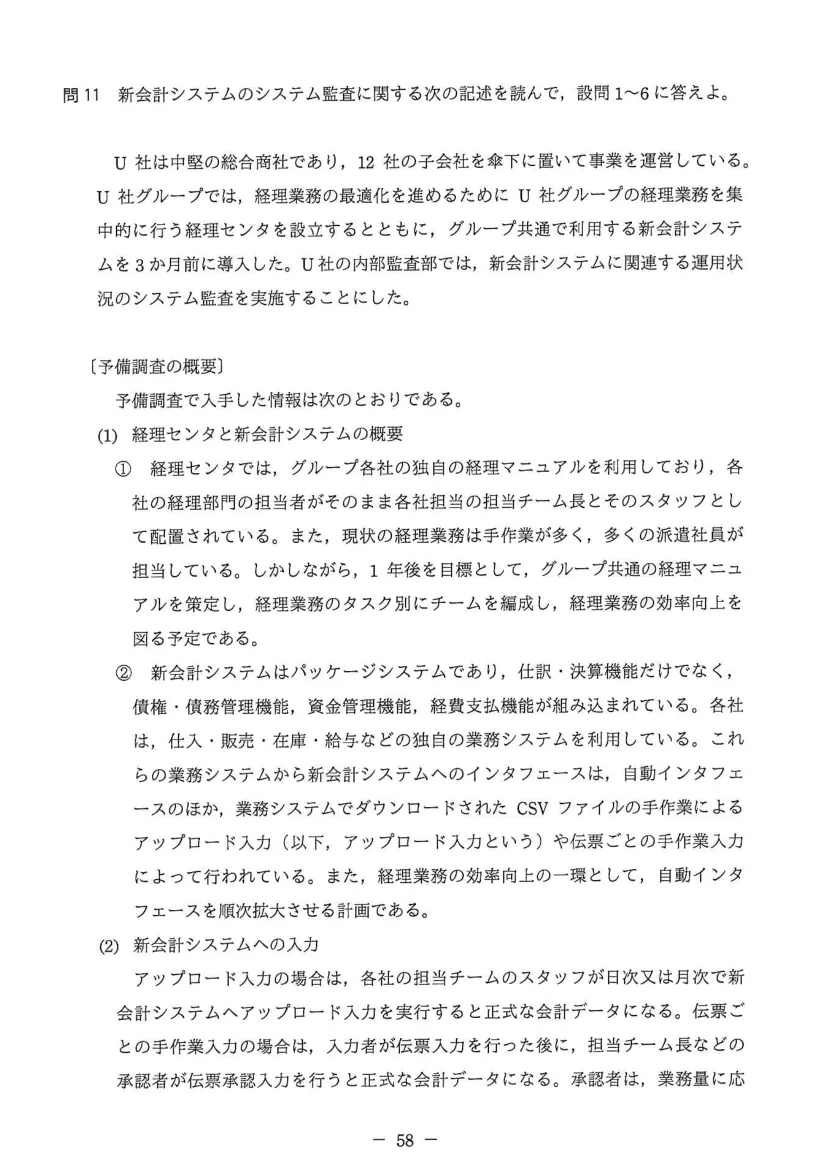 問11 新会計システムのシステム監査に関する次の記述を読んで，設問1～6に答えよ。
U 社は中堅の総合商社であり，12 社の子会社を傘下に置いて事業を運営している。
U 社グループでは，経理業務の最適化を進めるために U 社グループの経理業務を集
中的に行う経理センタを設立するとともに，グループ共通で利用する新会計システ
ムを3か月前に導入した。U社の内部監査部では，新会計システムに関連する運用状
況のシステム監査を実施することにした。
〔予備調査の概要〕
予備調査で入手した情報は次のとおりである。
(1) 経理センタと新会計システムの概要
① 経理センタでは，グループ各社の独自の経理マニュアルを利用しており，各
社の経理部門の担当者がそのまま各社担当の担当チーム長とそのスタッフとし
て配置されている。また，現状の経理業務は手作業が多く，多くの派遣社員が
担当している。しかしながら，1 年後を目標として，グループ共通の経理マニュ
アルを策定し，経理業務のタスク別にチームを編成し，経理業務の効率向上を
図る予定である。
② 新会計システムはパッケージシステムであり，仕訳・決算機能だけでなく，
債権・債務管理機能，資金管理機能，経費支払機能が組み込まれている。各社
は，仕入・販売・在庫・給与などの独自の業務システムを利用している。これ
らの業務システムから新会計システムへのインタフェースは，自動インタフェ
ースのほか，業務システムでダウンロードされた CSV ファイルの手作業による
アップロード入力（以下，アップロード入力という）や伝票ごとの手作業入力
によって行われている。また，経理業務の効率向上の一環として，自動インタ
フェースを順次拡大させる計画である。
(2) 新会計システムへの入力
アップロード入力の場合は，各社の担当チームのスタッフが日次又は月次で新
会計システムへアップロード入力を実行すると正式な会計データになる。伝票ご
との手作業入力の場合は，入力者が伝票入力を行った後に，担当チーム長などの
承認者が伝票承認入力を行うと正式な会計データになる。承認者は，業務量に応
－ 58 －